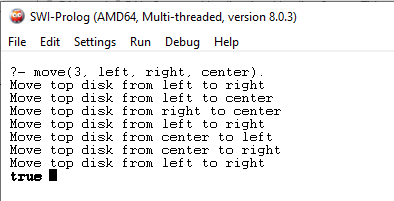 SWI-Prolog (AMD64, Multi-threaded, version 8.0.3)
File Edit Settings Run Debug Help
?- move(3, left, right, center).
Move top disk from left to right
Move top disk from left to center
Move top disk from right to center
Move top disk from left to right
Move top disk from center to left
Move top disk from center to right
Move top disk from left to right
true